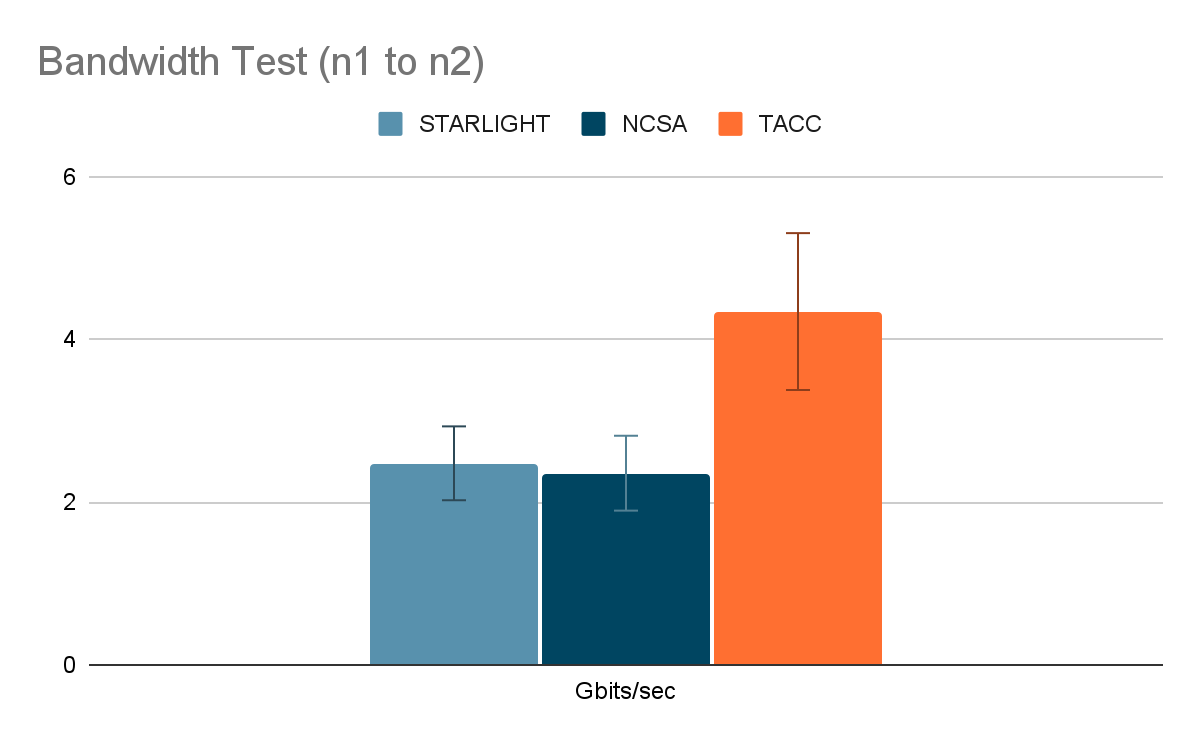 Bandwidth Test (n1 to n2)
STARLIGHT NCSA TACC
6
4
2
0
Gbits/sec